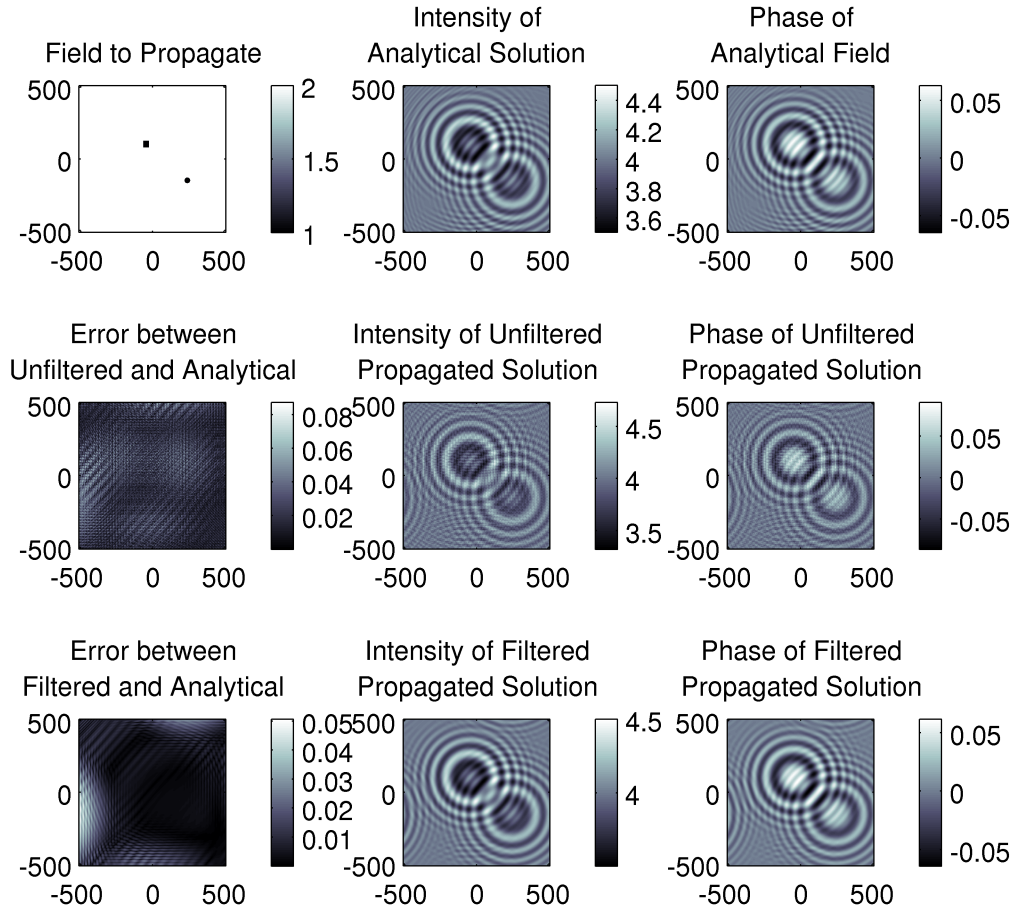 Field to Propagate
500
0
-500
-500 0 500
2
1.5
1
Intensity of
Analytical Solution
500
0
-500
-500 0 500
4.4
4.2
4
3.8
3.6
Phase of
Analytical Field
500
0
-500
-500 0 500
0.05
0
-0.05
Error between
Unfiltered and Analytical
500
0
-500
-500 0 500
0.08
0.06
0.04
0.02
Intensity of Unfiltered
Propagated Solution
500
0
-500
-500 0 500
4.5
4
3.5
Phase of Unfiltered
Propagated Solution
500
0
-500
-500 0 500
0.05
0
-0.05
Error between
Filtered and Analytical
500
0
-500
-500 0 500
0.05
0.04
0.03
0.02
0.01
Intensity of Filtered
Propagated Solution
500
0
-500
-500 0 500
4.5
4
Phase of Filtered
Propagated Solution
500
0
-500
-500 0 500
0.05
0
-0.05